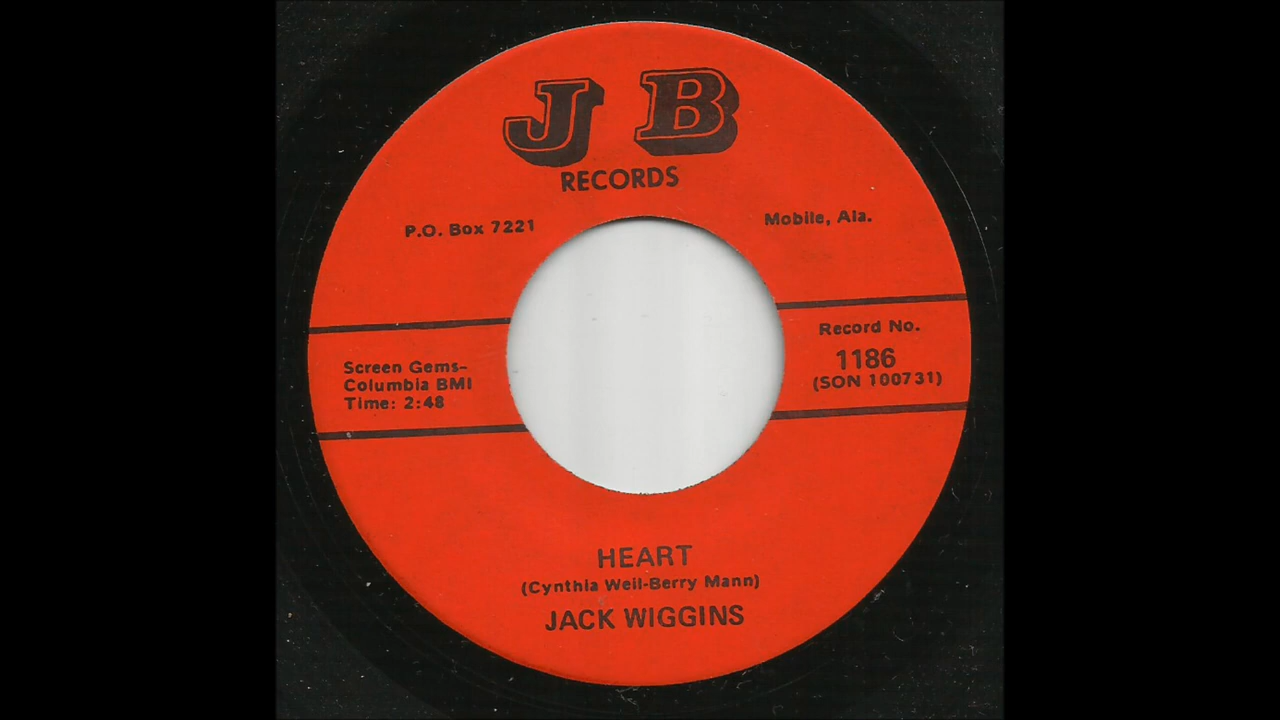 J B
RECORDS
P.O. Box 7221
Mobile, Ala.
Record No.
1186
(SON 100731)
Screen Gems-
Columbia BMI
Time: 2:48
HEART
(Cynthia Weil-Berry Mann)
JACK WIGGINS